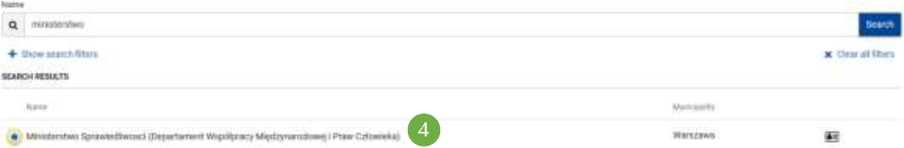 Name
ministerstwo
Search
Show search filters
Clear all filters
SEARCH RESULTS
Name
Municipality
Ministerstwo Sprawiedliwości (Departament Współpracy Międzynarodowej i Praw Człowieka)
4
Warszawa